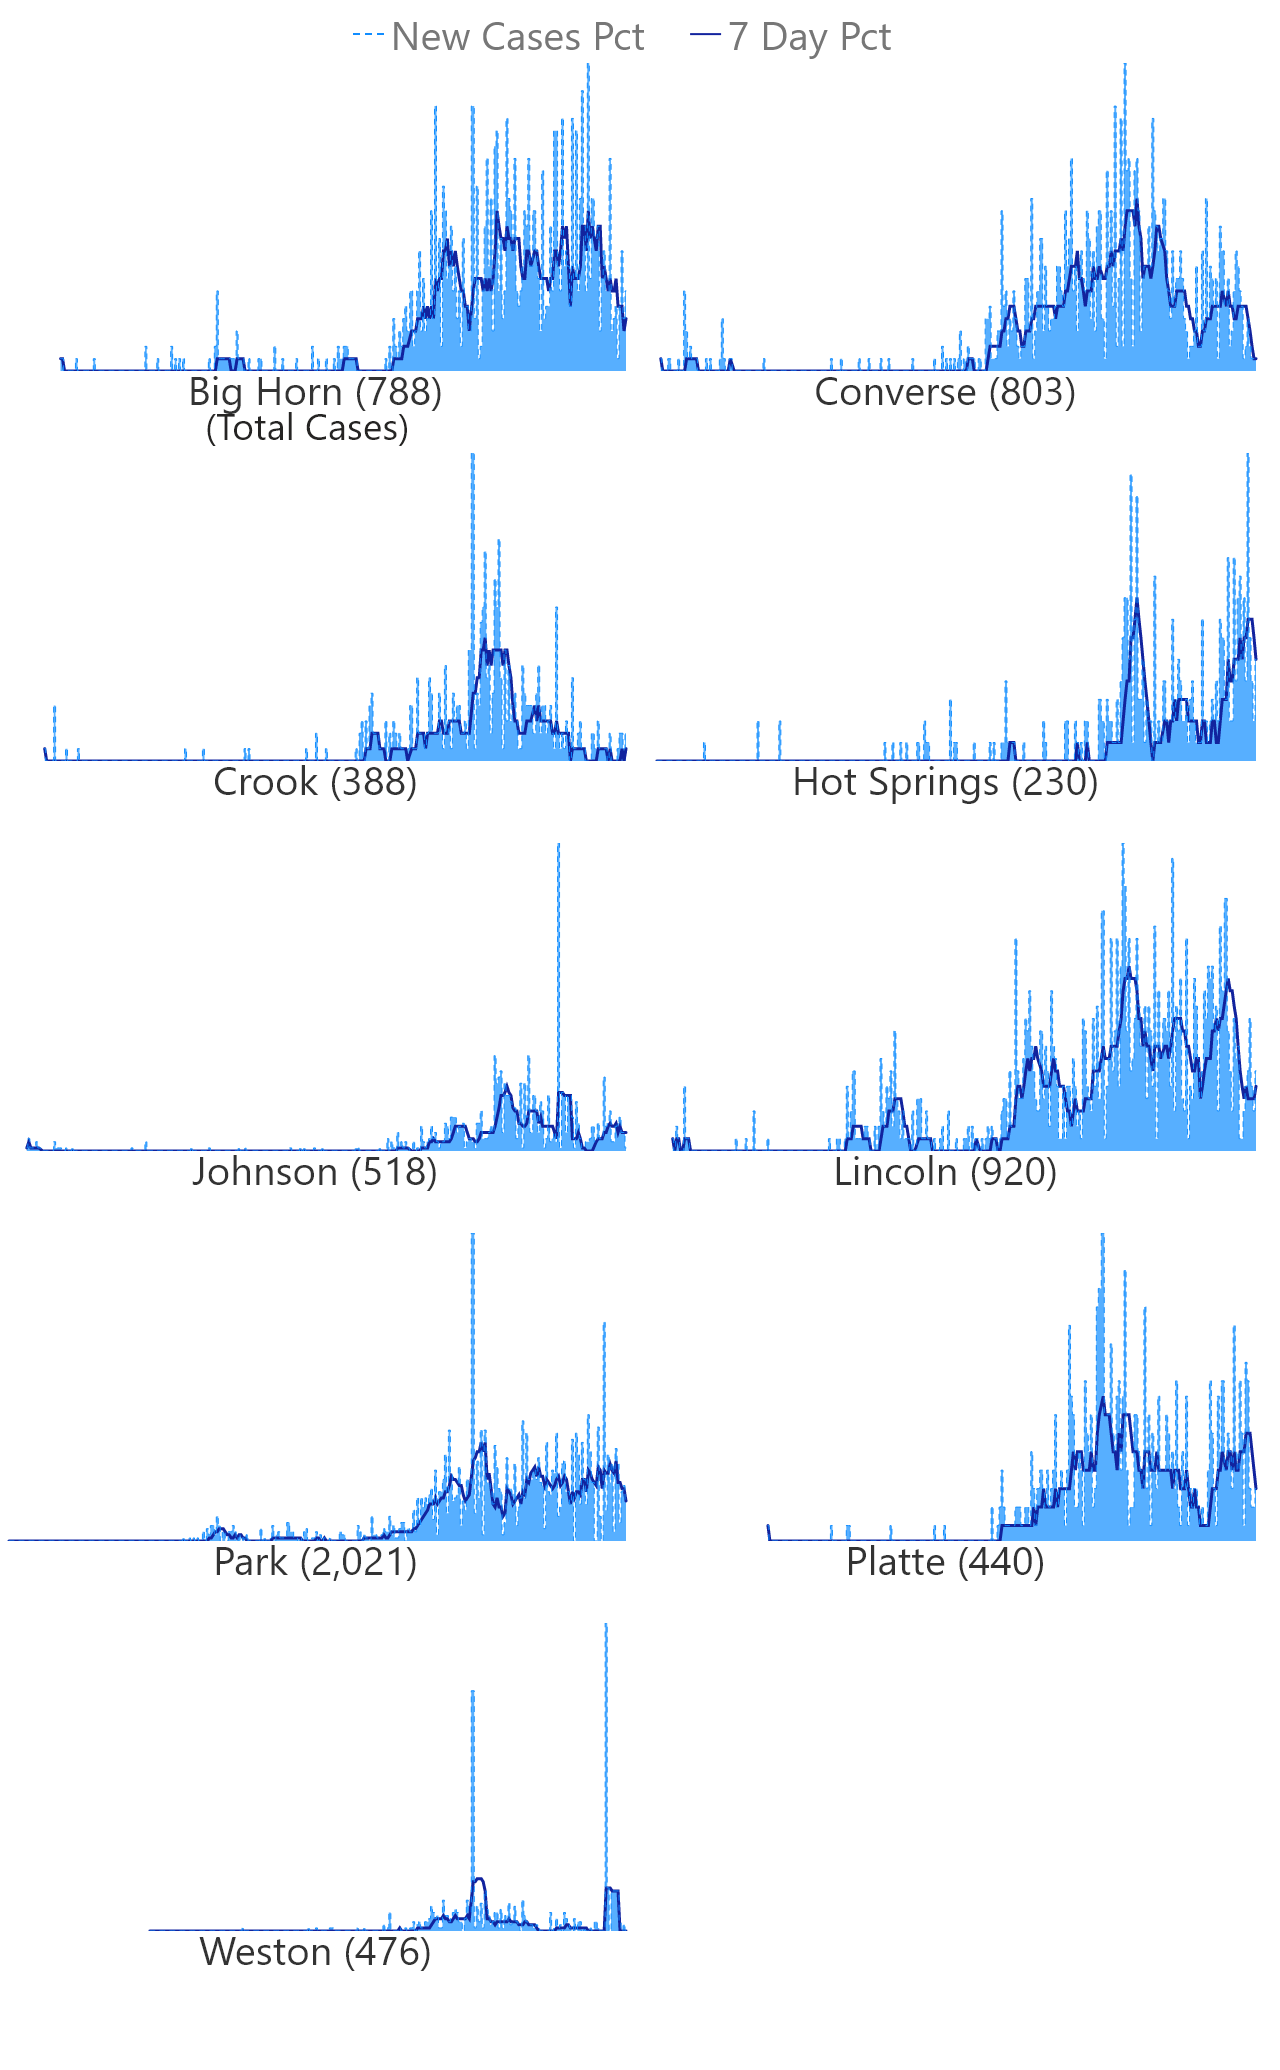 New Cases Pct 7 Day Pct
Big Horn (788)
(Total Cases)
Converse (803)
Crook (388)
Hot Springs (230)
Johnson (518)
Lincoln (920)
Park (2,021)
Platte (440)
Weston (476)